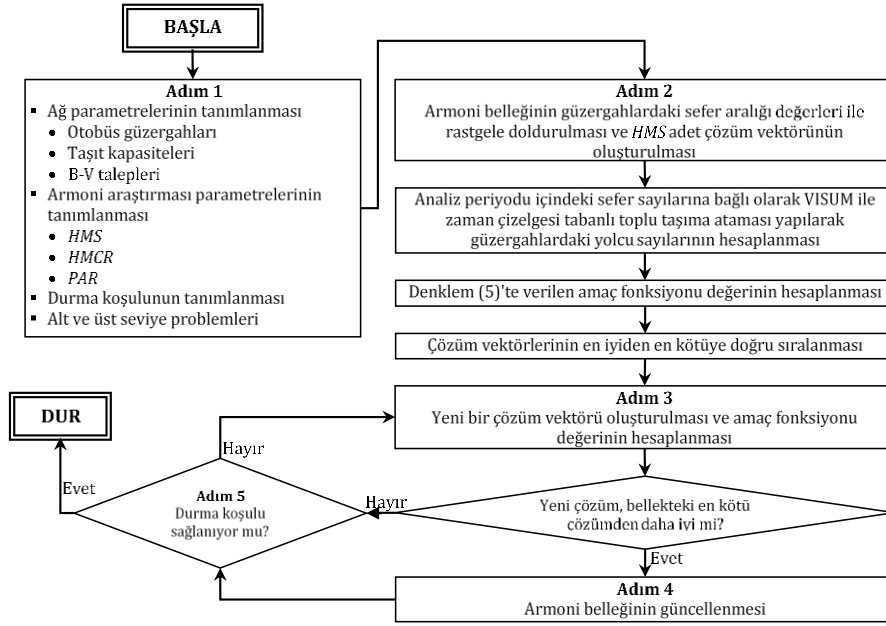 BAŞLA
Adım 1
▪ Ağ parametrelerinin tanımlanması
• Otobüs güzergahları
• Taşıt kapasiteleri
• B-V talepleri
▪ Armoni araştırması parametrelerinin
tanımlanması
• HMS
• HMCR
• PAR
▪ Durma koşulunun tanımlanması
▪ Alt ve üst seviye problemleri
Adım 2
Armoni belleğinin güzergahlardaki sefer aralığı değerleri ile
rastgele doldurulması ve HMS adet çözüm vektörünün
oluşturulması
Analiz periyodu içindeki sefer sayılarına bağlı olarak VISUM ile
zaman çizelgesi tabanlı toplu taşıma ataması yapılarak
güzergahlardaki yolcu sayılarının hesaplanması
Denklem (5)'te verilen amaç fonksiyonu değerinin hesaplanması
Çözüm vektörlerinin en iyiden en kötüye doğru sıralanması
Adım 3
Yeni bir çözüm vektörü oluşturulması ve amaç fonksiyonu
değerinin hesaplanması
Yeni çözüm, bellekteki en kötü
çözümden daha iyi mi?
Hayır
Evet
Adım 4
Armoni belleğinin güncellenmesi
Adım 5
Durma koşulu
sağlanıyor mu?
Hayır
Evet
DUR